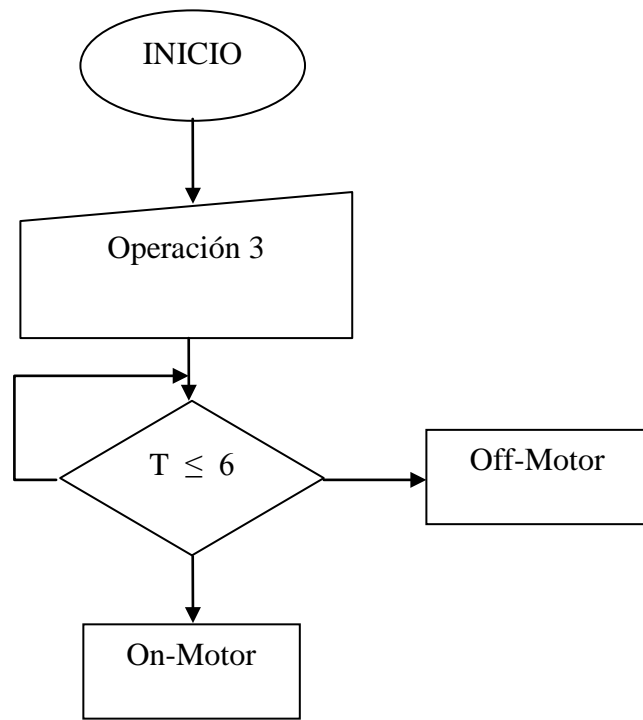 INICIO
Operación 3
T ≤ 6
Off-Motor
On-Motor